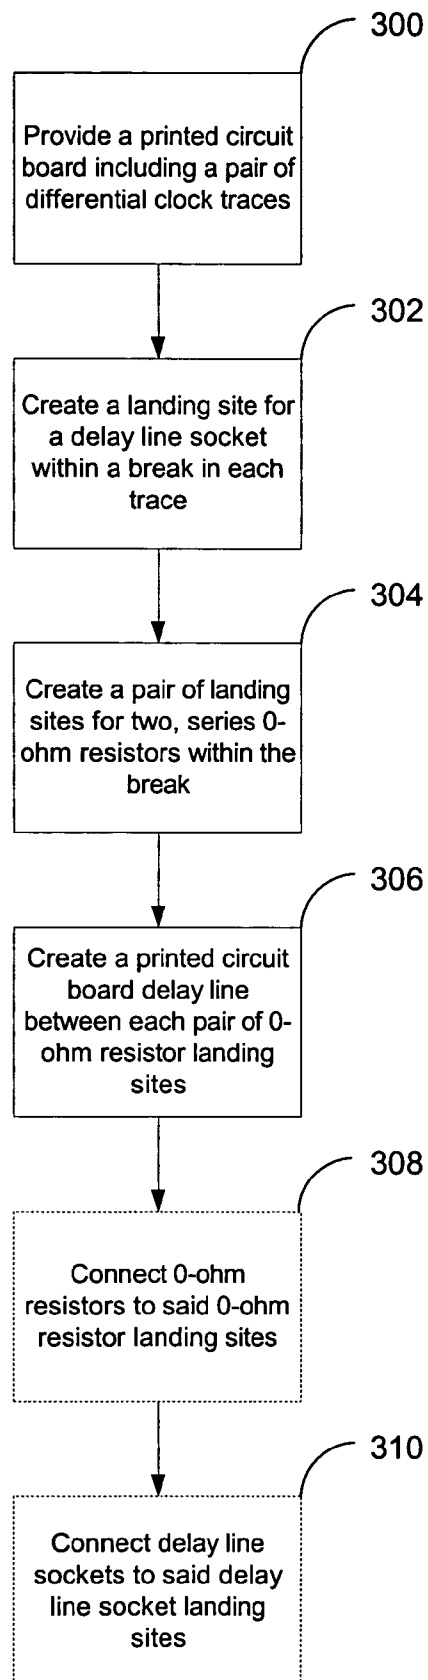 300
Provide a printed circuit
board including a pair of
differential clock traces
302
Create a landing site for
a delay line socket
within a break in each
trace
304
Create a pair of landing
sites for two, series 0-
ohm resistors within the
break
306
Create a printed circuit
board delay line
between each pair of 0-
ohm resistor landing
sites
308
Connect 0-ohm
resistors to said 0-ohm
resistor landing sites
310
Connect delay line
sockets to said delay
line socket landing
sites